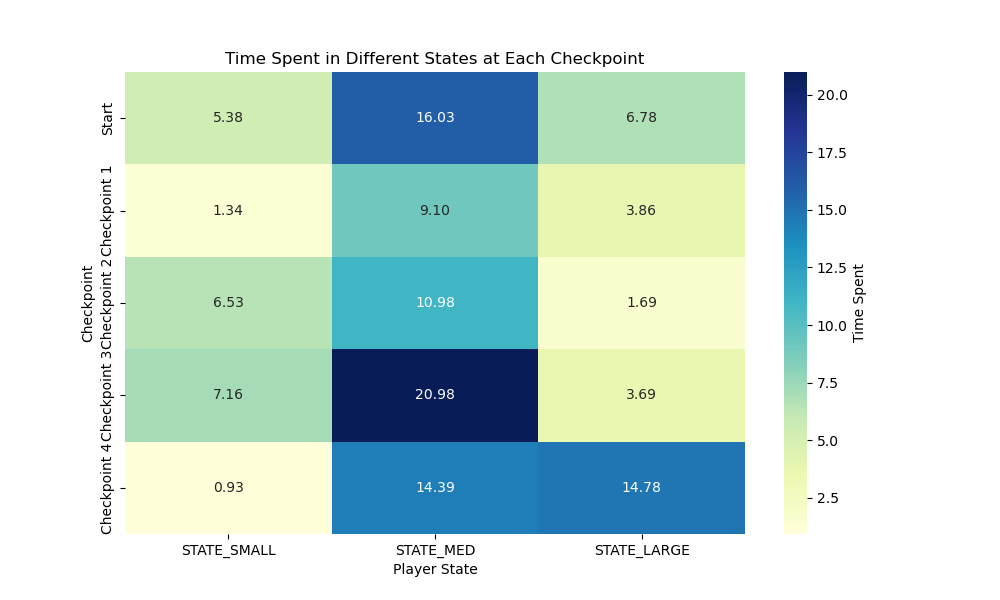 Time Spent in Different States at Each Checkpoint
Checkpoint
Start
5.38
16.03
6.78
Checkpoint 1
1.34
9.10
3.86
Checkpoint 2
6.53
10.98
1.69
Checkpoint 3
7.16
20.98
3.69
Checkpoint 4
0.93
14.39
14.78
STATE_SMALL
STATE_MED
STATE_LARGE
Player State
20.0
17.5
15.0
12.5
10.0
7.5
5.0
2.5
Time Spent